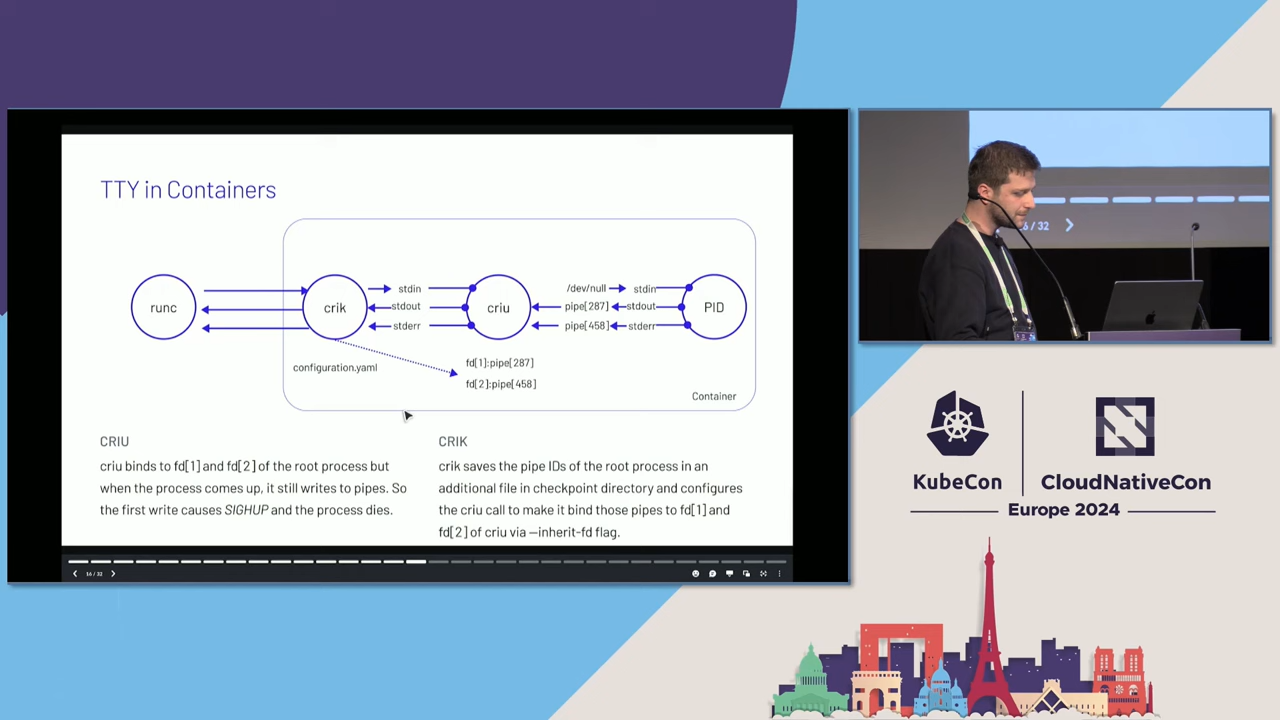 TTY in Containers
runc
crik
stdin
stdout
stderr
criu
/dev/null
pipe[287]
pipe[458]
stdin
stdout
stderr
PID
configuration.yaml
fd[1]:pipe[287]
fd[2]:pipe[458]
Container
CRIU
criu binds to fd[1] and fd[2] of the root process but
when the process comes up, it still writes to pipes. So
the first write causes SIGHUP and the process dies.
CRIK
crik saves the pipe IDs of the root process in an
additional file in checkpoint directory and configures
the criu call to make it bind those pipes to fd[1] and
fd[2] of criu via —inherit-fd flag.
16 / 32
6 / 32
KubeCon
CloudNativeCon
Europe 2024